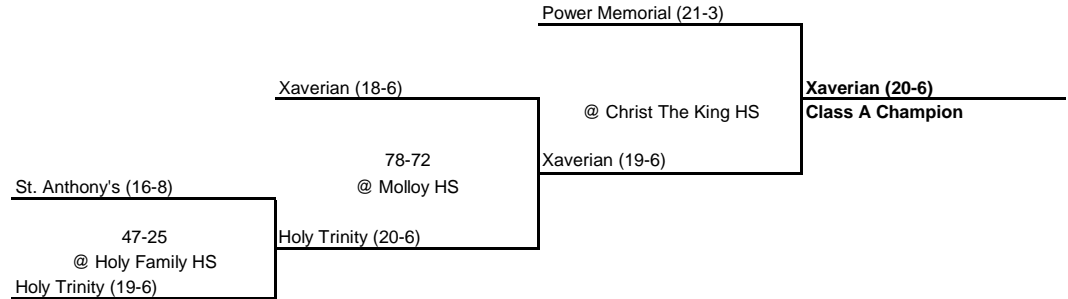 Power Memorial (21-3)
Xaverian (18-6)
Xaverian (20-6)
@ Christ The King HS
Class A Champion
78-72
Xaverian (19-6)
St. Anthony's (16-8)
@ Molloy HS
47-25
Holy Trinity (20-6)
@ Holy Family HS
Holy Trinity (19-6)